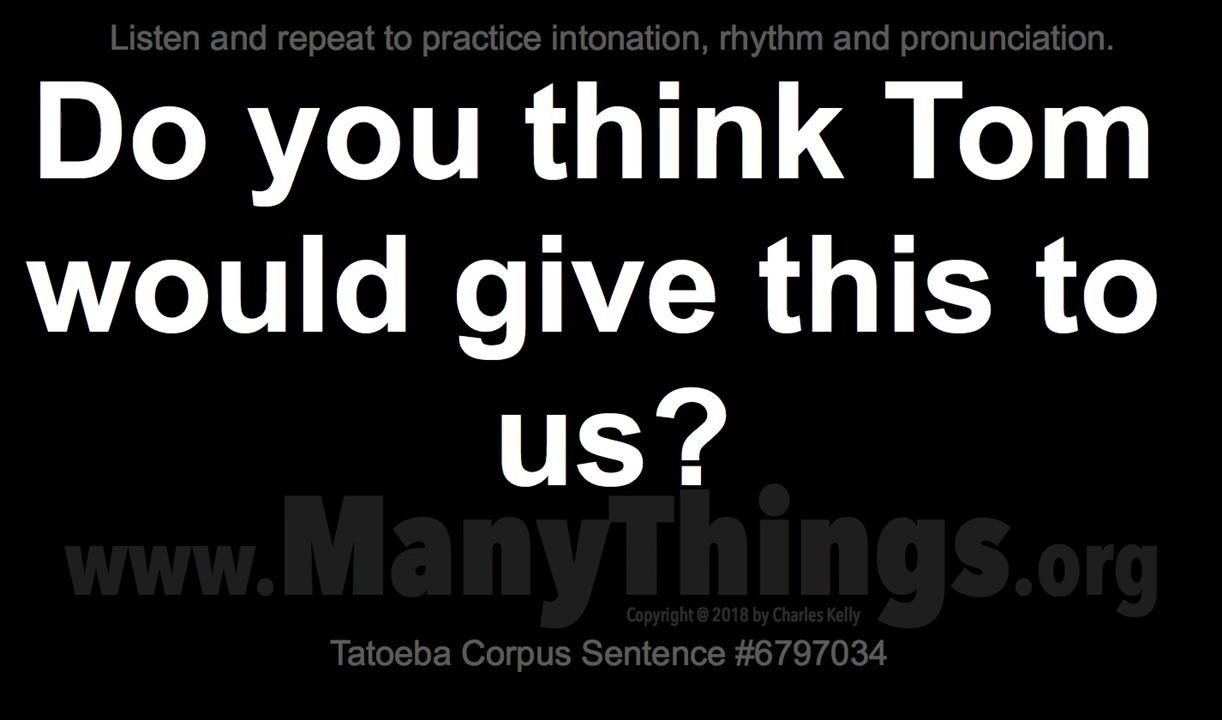 Listen and repeat to practice intonation, rhythm and pronunciation.
Do you think Tom
would give this to
us?
www.ManyThings.org
Copyright @ 2018 by Charles Kelly
Tatoeba Corpus Sentence #6797034